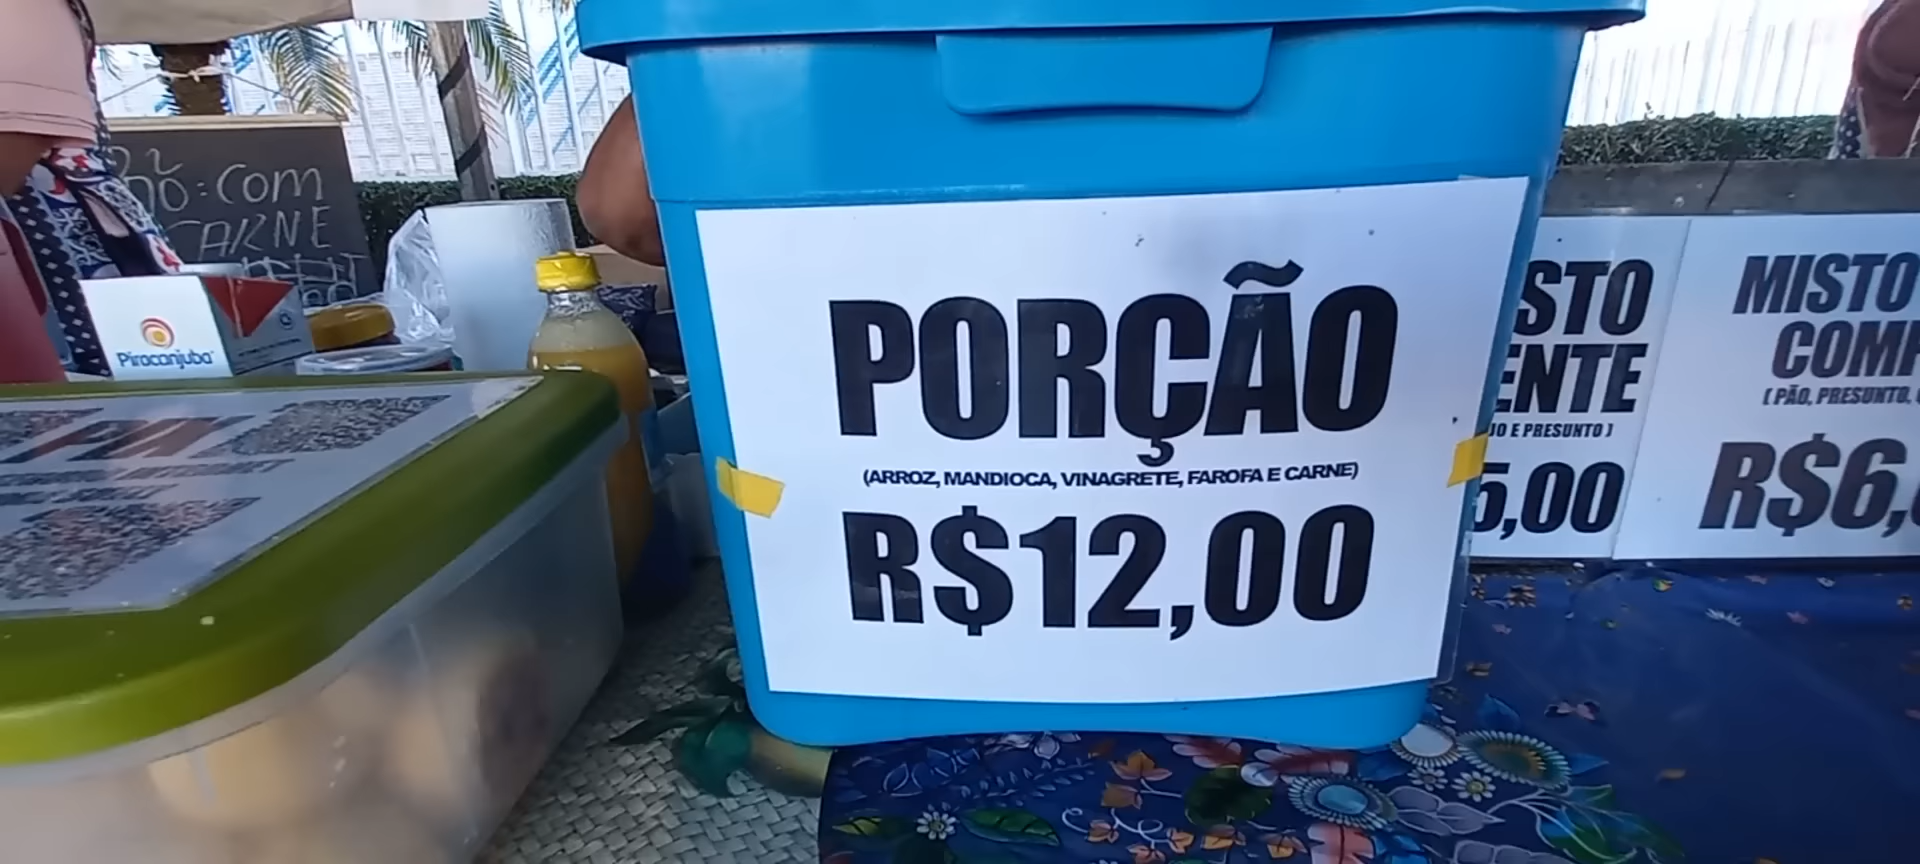 COM
CARNE
Piracanjuba
PORÇÃO
(ARROZ, MANDIOCA, VINAGRETE, FAROFA E CARNE)
R$12,00
STO
ENTE
JO E PRESUNTO )
5,00
MISTO
COMP
( PÃO, PRESUNTO,
R$6,